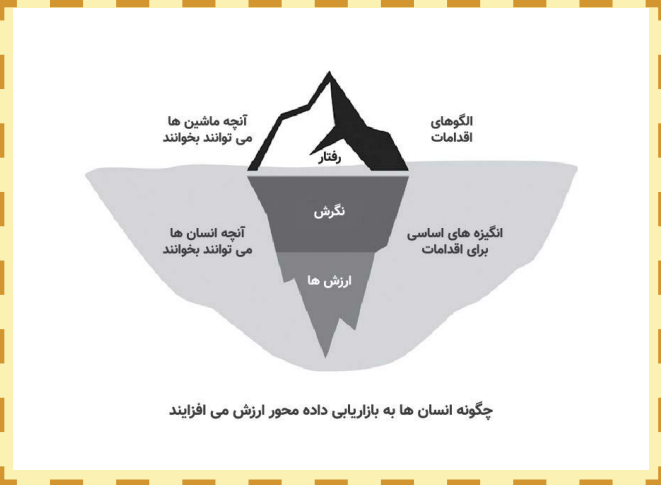 الگوهای
اقدامات
آنچه ماشین ها
می توانند بخوانند
رفتار
نگرش
انگیزه های اساسی
برای اقدامات
آنچه انسان ها
می توانند بخوانند
ارزش ها
چگونه انسان ها به بازاریابی داده محور ارزش می افزایند